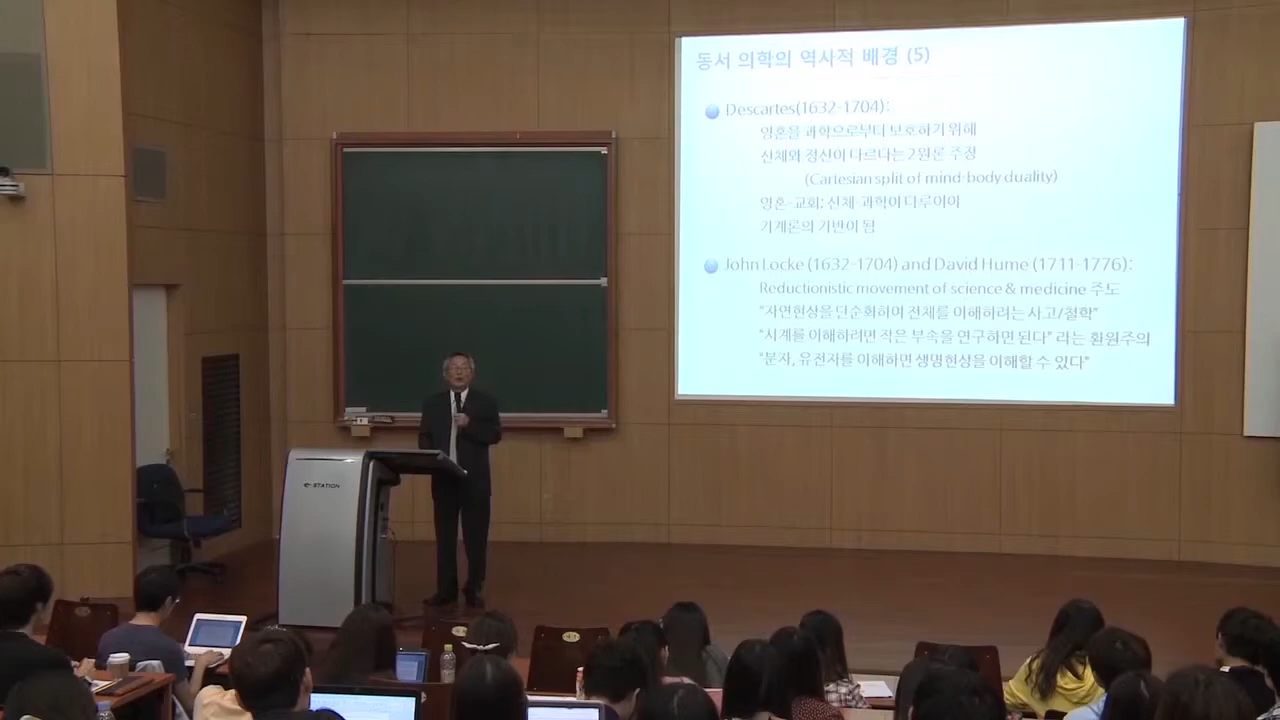 동서 의학의 역사적 배경 (5)
Descartes(1632-1704):
영혼을 과학으로부터 보호하기 위해
신체와 정신이 다르다는 2원론 주장
(Cartesian split of mind-body duality)
영혼-교회; 신체-과학이 다루어야
기계론의 기반이 됨
John Locke (1632-1704) and David Hume (1711-1776):
Reductionistic movement of science & medicine 주도
"자연현상을 단순화하여 전체를 이해하려는 사고/철학"
"시계를 이해하려면 작은 부속을 연구하면 된다" 라는 환원주의
"분자, 유전자를 이해하면 생명현상을 이해할 수 있다"
STATION